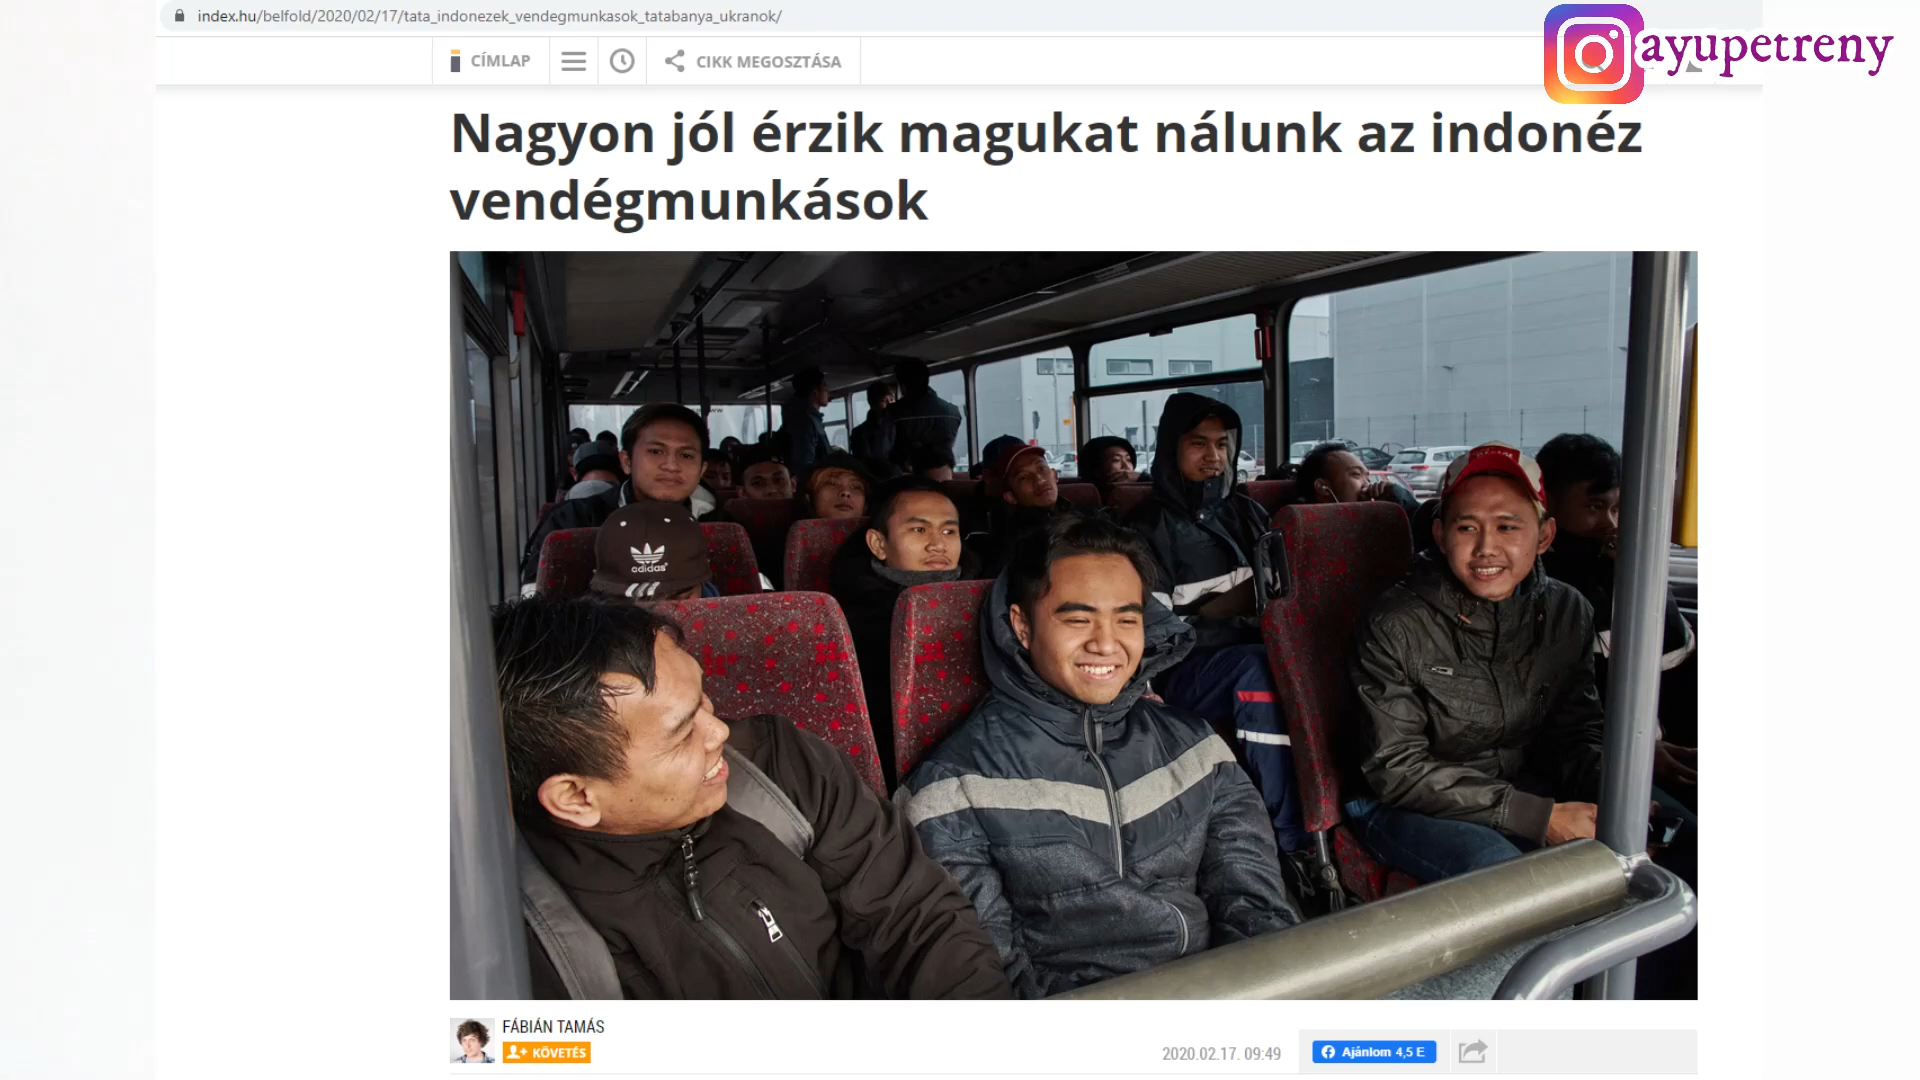 index.hu/belfold/2020/02/17/tata_indonezek_vendegmunkasok_tatabanya_ukranok/
ayupetreny
CÍMLAP
CIKK MEGOSZTÁSA
Nagyon jól érzik magukat nálunk az indonéz
vendégmunkások
adidas
FÁBIÁN TAMÁS
KÖVETÉS
2020.02.17. 09:49
Ajánlom 4,5 E